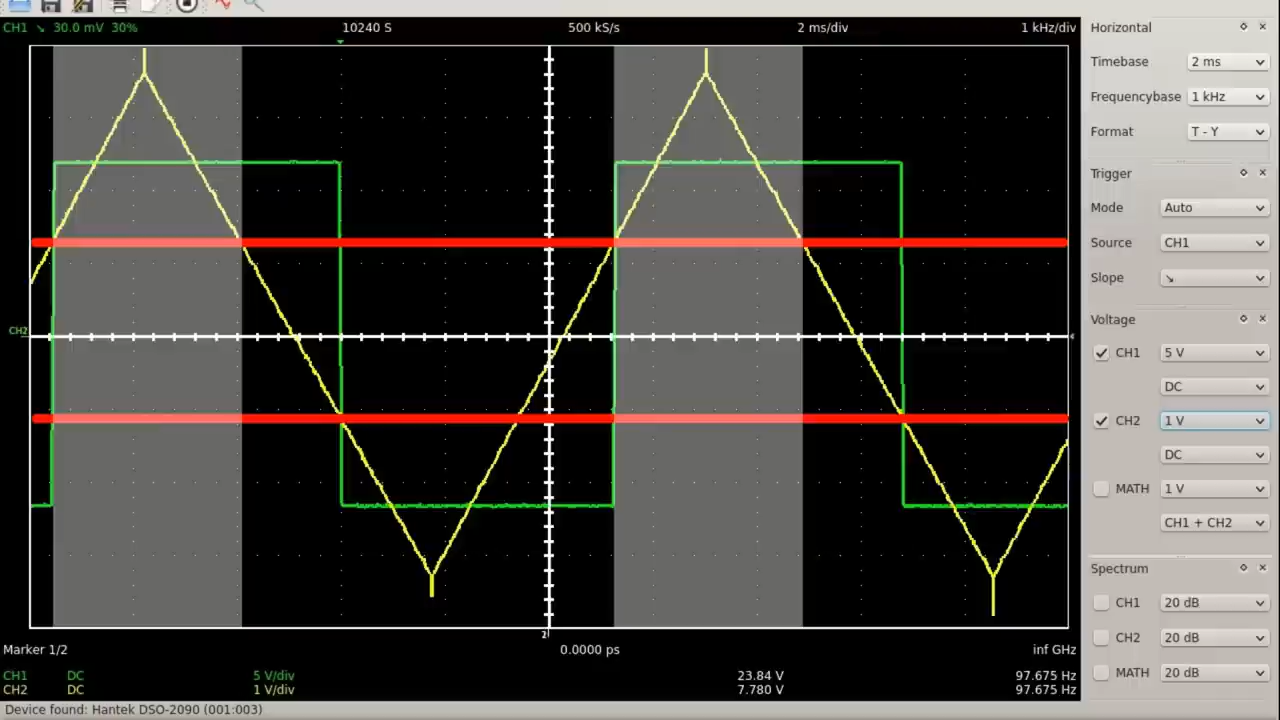 CH1 ↘ 30.0 mV 30% 10240 S 500 kS/s 2 ms/div 1 kHz/div
Horizontal
Timebase 2 ms
Frequencybase 1 kHz
Format T - Y
Trigger
Mode Auto
Source CH1
Slope ↘
Voltage
CH2
CH1 5 V
DC
CH2 1 V
DC
MATH 1 V
CH1 + CH2
Spectrum
CH1 20 dB
CH2 20 dB
MATH 20 dB
2
Marker 1/2 0.0000 ps inf GHz
CH1 DC 5 V/div 23.84 V 97.675 Hz
CH2 DC 1 V/div 7.780 V 97.675 Hz
Device found: Hantek DSO-2090 (001:003)